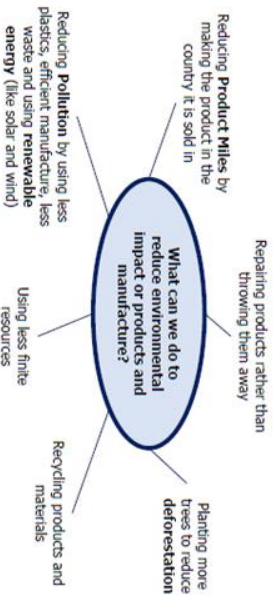 What can we do to
reduce environmental
impact or products and
manufacture?
Reducing Product Miles by
making the product in the
country it is sold in
Repairing products rather than
throwing them away
Planting more
trees to reduce
deforestation
Recycling products and
materials
Using less finite
resources
Reducing Pollution by using less
plastics, efficient manufacture, less
waste and using renewable
energy (like solar and wind)